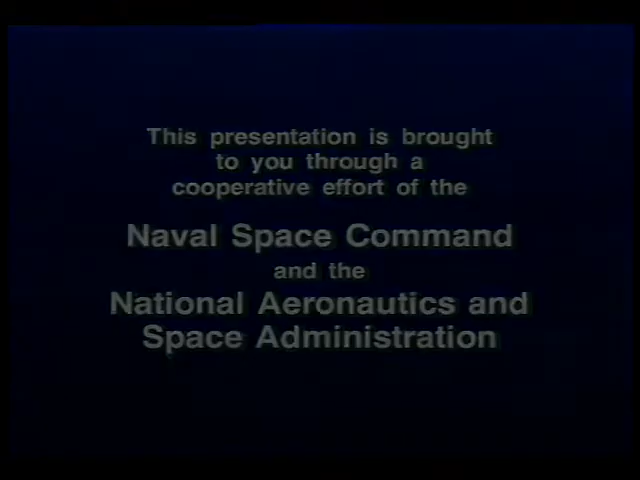 This presentation is brought
to you through a
cooperative effort of the
Naval Space Command
and the
National Aeronautics and
Space Administration